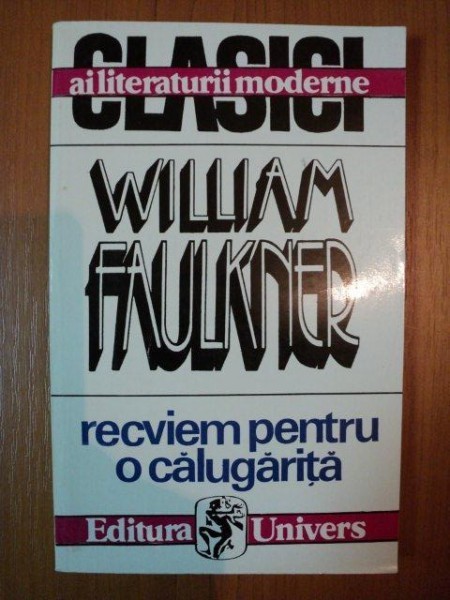 CLASICI
ai literaturii moderne
WILLIAM
FAULKNER
recviem pentru
o călugăriță
Editura Univers